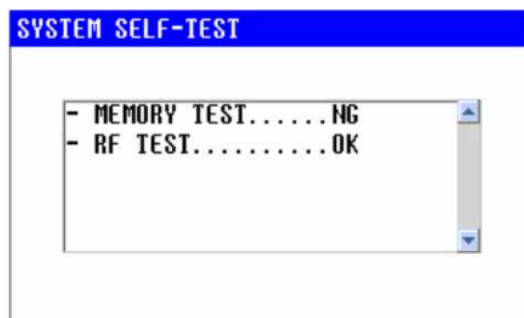 SYSTEM SELF-TEST
- MEMORY TEST......NG
- RF TEST..........OK